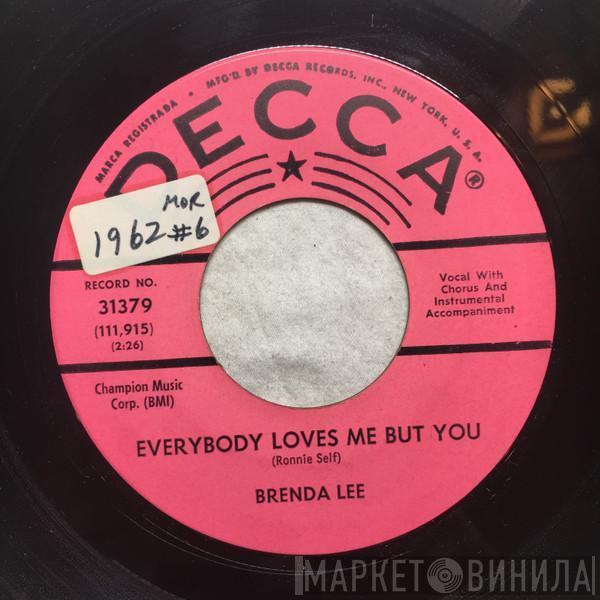 MARCA REGISTRADA • MFG'D. BY DECCA RECORDS, INC., NEW YORK, U. S. A.
DECCA®
MOR
1962 #6
RECORD NO.
31379
(111,915)
(2:26)
Vocal With
Chorus And
Instrumental
Accompaniment
Champion Music
Corp. (BMI)
EVERYBODY LOVES ME BUT YOU
(Ronnie Self)
BRENDA LEE
МАРКЕТ ВИНИЛА